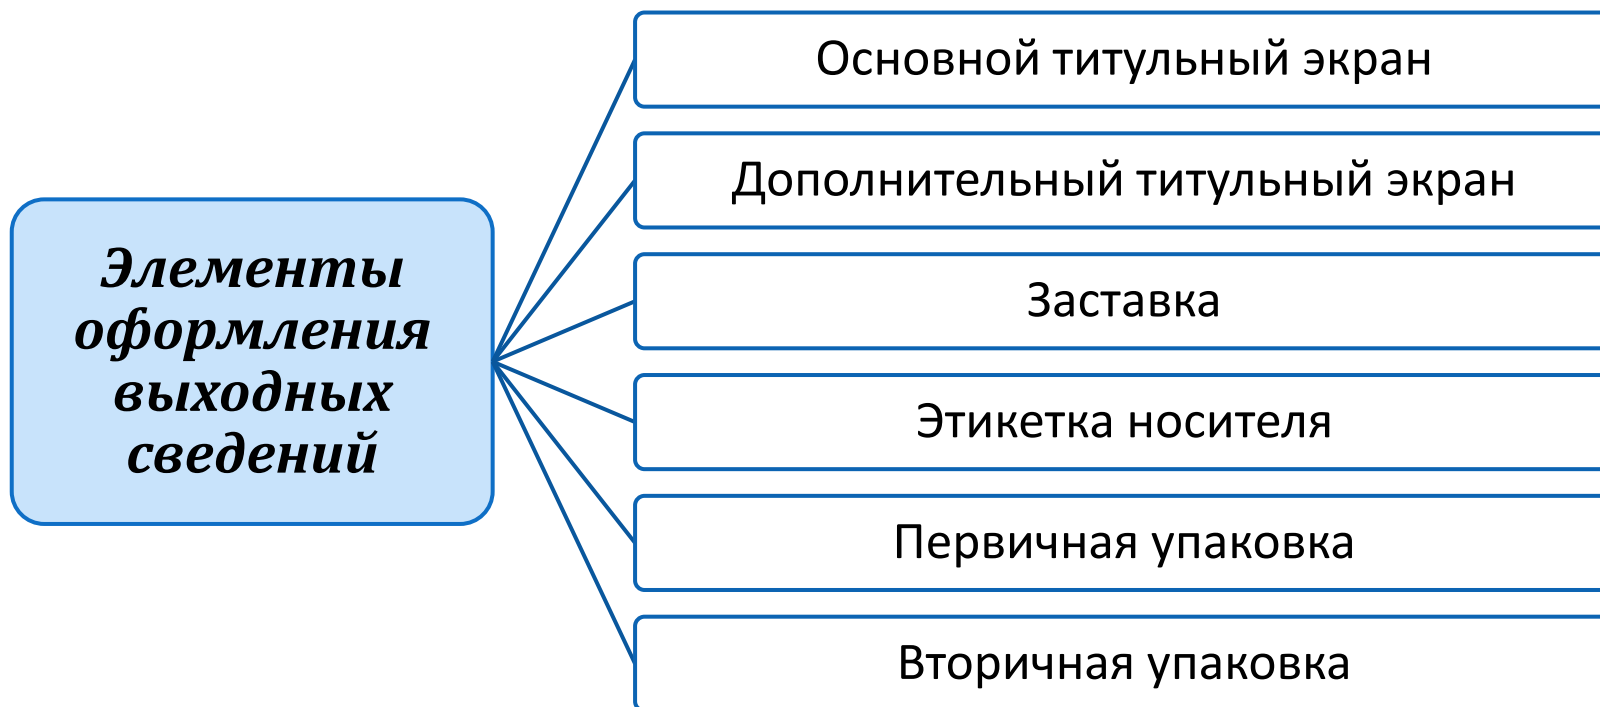 Элементы
оформления
выходных
сведений
Основной титульный экран
Дополнительный титульный экран
Заставка
Этикетка носителя
Первичная упаковка
Вторичная упаковка